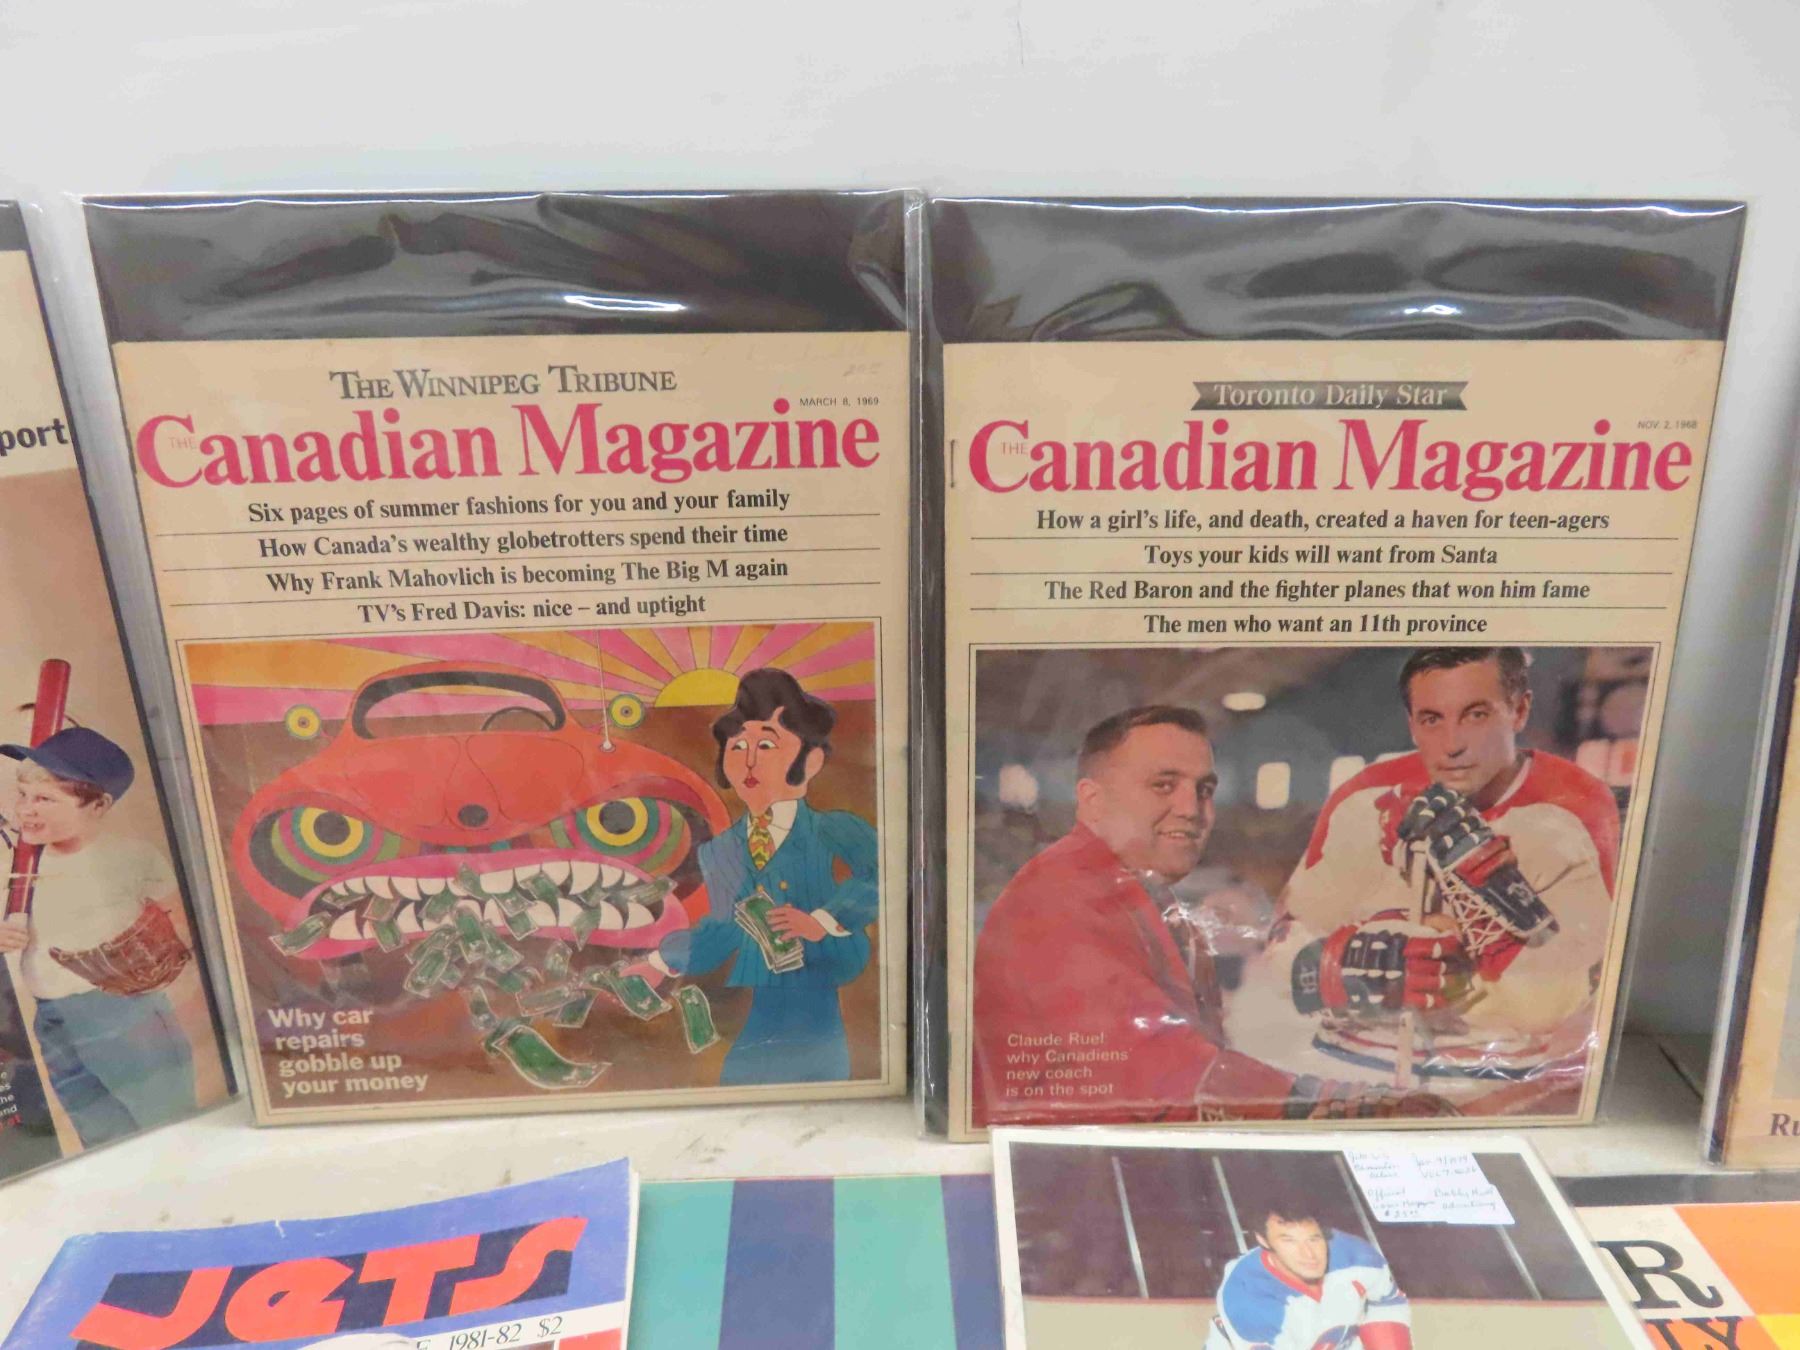 port
THE WINNIPEG TRIBUNE
MARCH 8, 1969
THE Canadian Magazine
Six pages of summer fashions for you and your family
How Canada's wealthy globetrotters spend their time
Why Frank Mahovlich is becoming The Big M again
TV's Fred Davis: nice – and uptight
Why car
repairs
gobble up
your money
Toronto Daily Star
NOV. 2, 1968
THE Canadian Magazine
How a girl's life, and death, created a haven for teen-agers
Toys your kids will want from Santa
The Red Baron and the fighter planes that won him fame
The men who want an 11th province
Claude Ruel:
why Canadiens'
new coach
is on the spot
JETS
1981-82 $2
R
LY
Ru